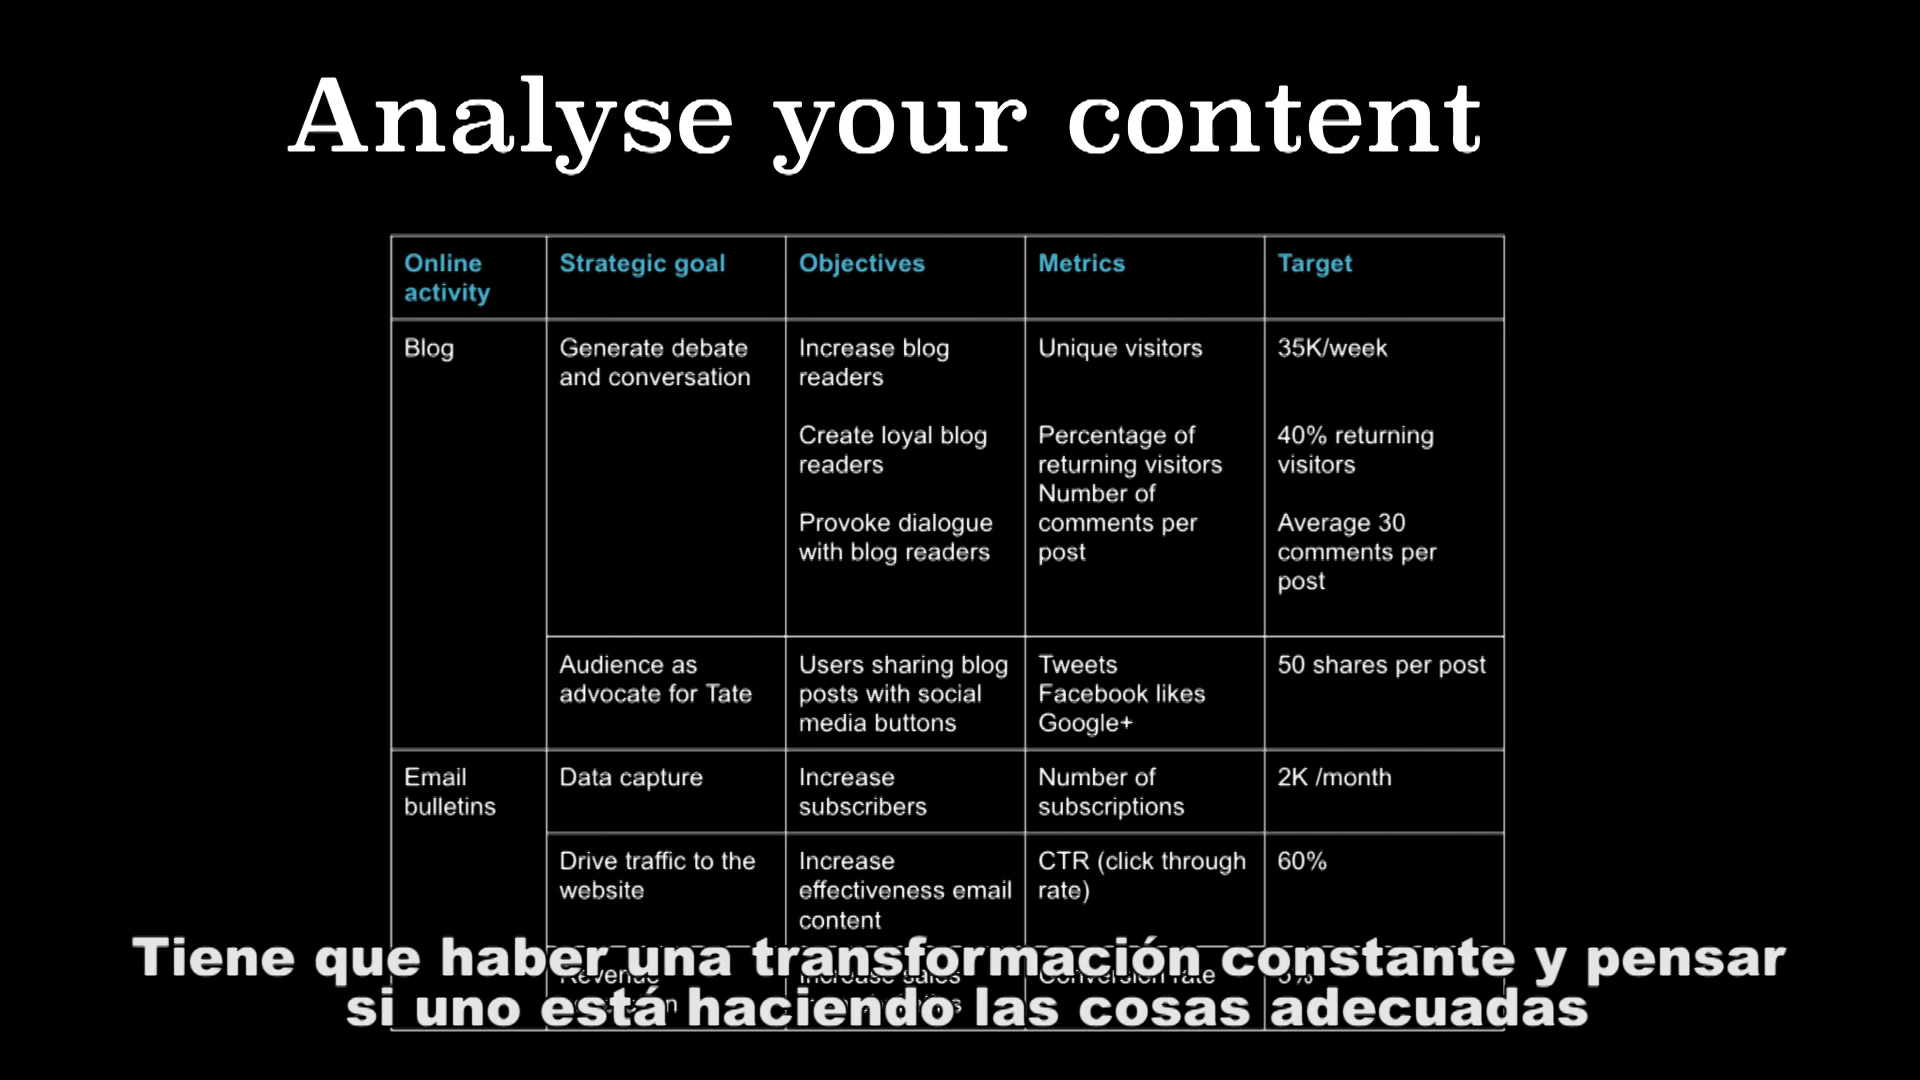 Analyse your content
Online
activity
Strategic goal
Objectives
Metrics
Target
Blog
Generate debate
and conversation
Increase blog
readers
Create loyal blog
readers
Provoke dialogue
with blog readers
Unique visitors
Percentage of
returning visitors
Number of
comments per
post
35K/week
40% returning
visitors
Average 30
comments per
post
Audience as
advocate for Tate
Users sharing blog
posts with social
media buttons
Tweets
Facebook likes
Google+
50 shares per post
Email
bulletins
Data capture
Increase
subscribers
Number of
subscriptions
2K /month
Drive traffic to the
website
Increase
effectiveness email
content
CTR (click through
rate)
60%
Revenue
Increase sales
Conversion rate
Tiene que haber una transformación constante y pensar
si uno está haciendo las cosas adecuadas